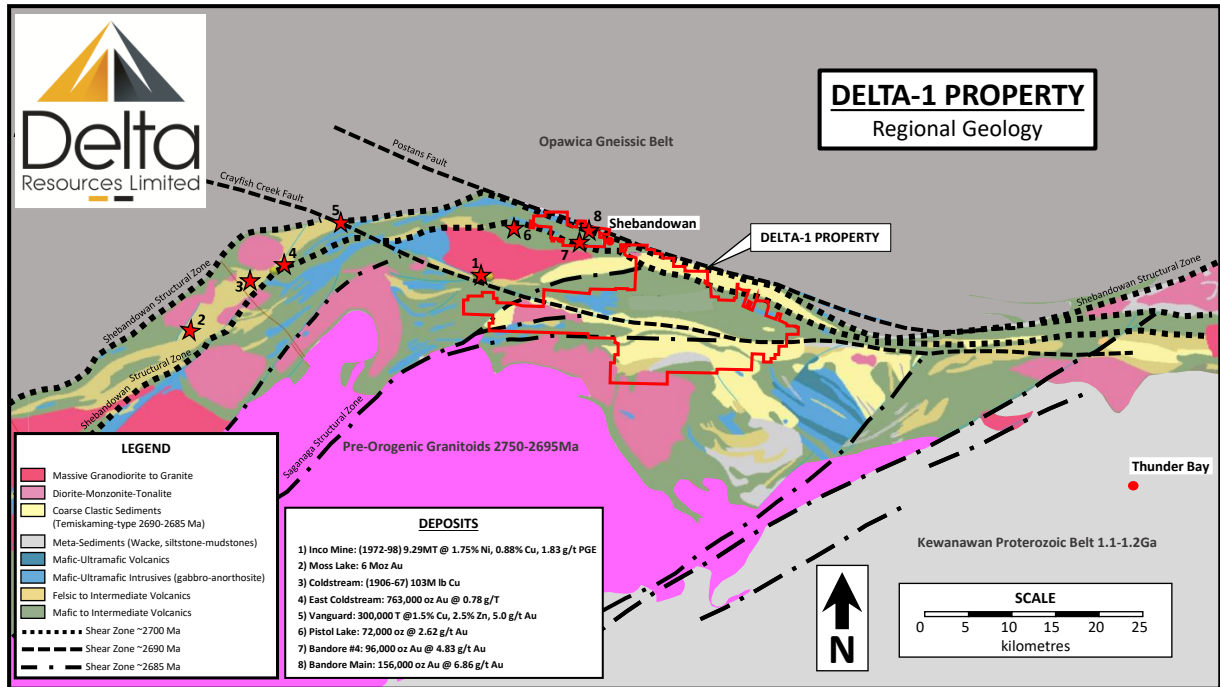 Delta
Resources Limited
DELTA-1 PROPERTY
Regional Geology
Opawica Gneissic Belt
Postans Fault
Crayfish Creek Fault
5
8
Shebandowan
6
7
DELTA-1 PROPERTY
4
3
1
2
Shebandowan Structural Zone
Shebandowan Structural Zone
Shebandowan Structural Zone
Saganaga Structural Zone
Pre-Orogenic Granitoids 2750-2695Ma
Thunder Bay
Kewanawan Proterozoic Belt 1.1-1.2Ga
LEGEND
Massive Granodiorite to Granite
Diorite-Monzonite-Tonalite
Coarse Clastic Sediments
(Temiskaming-type 2690-2685 Ma)
Meta-Sediments (Wacke, siltstone-mudstones)
Mafic-Ultramafic Volcanics
Mafic-Ultramafic Intrusives (gabbro-anorthosite)
Felsic to Intermediate Volcanics
Mafic to Intermediate Volcanics
Shear Zone ~2700 Ma
Shear Zone ~2690 Ma
Shear Zone ~2685 Ma
DEPOSITS
1) Inco Mine: (1972-98) 9.29MT @ 1.75% Ni, 0.88% Cu, 1.83 g/t PGE
2) Moss Lake: 6 Moz Au
3) Coldstream: (1906-67) 103M lb Cu
4) East Coldstream: 763,000 oz Au @ 0.78 g/T
5) Vanguard: 300,000 T @1.5% Cu, 2.5% Zn, 5.0 g/t Au
6) Pistol Lake: 72,000 oz @ 2.62 g/t Au
7) Bandore #4: 96,000 oz Au @ 4.83 g/t Au
8) Bandore Main: 156,000 oz Au @ 6.86 g/t Au
N
SCALE
0 5 10 15 20 25
kilometres